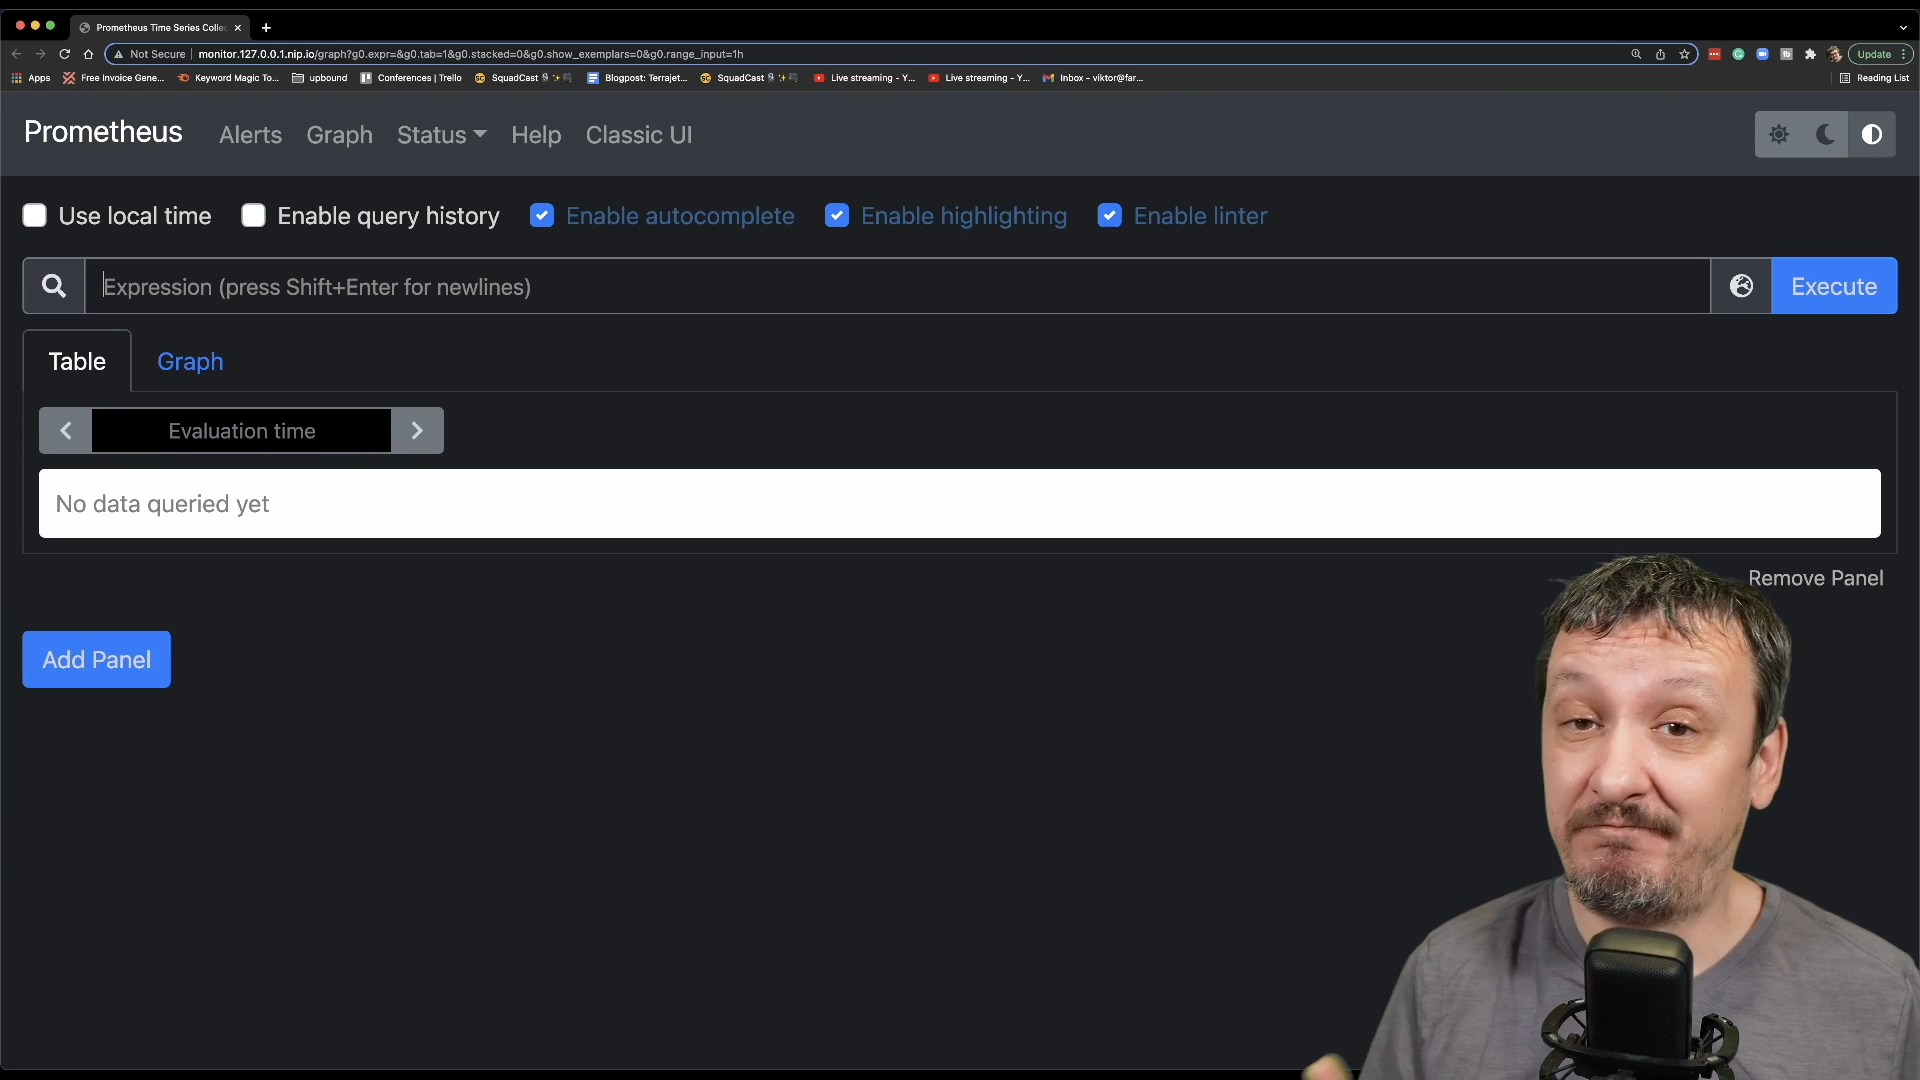 Prometheus Time Series Collec
Not Secure monitor.127.0.0.1.nip.io/graph?g0.expr=&g0.tab=1&g0.stacked=0&g0.show_exemplars=0&g0.range_input=1h Update
Apps Free Invoice Gene... Keyword Magic To... upbound Conferences | Trello SquadCast Blogpost: Terrajet... SquadCast Live streaming - Y... Live streaming - Y... Inbox – viktor@far... Reading List
Prometheus Alerts Graph Status Help Classic UI
Use local time Enable query history Enable autocomplete Enable highlighting Enable linter
Expression (press Shift+Enter for newlines) Execute
Table Graph
Evaluation time
No data queried yet
Remove Panel
Add Panel